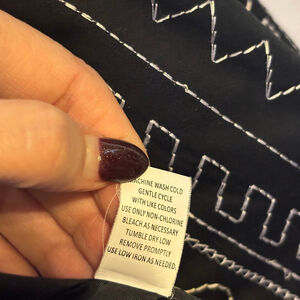 MACHINE WASH COLD
GENTLE CYCLE
WITH LIKE COLORS
USE ONLY NON-CHLORINE
BLEACH AS NECESSARY
TUMBLE DRY LOW
REMOVE PROMPTLY
USE LOW IRON AS NEEDED.